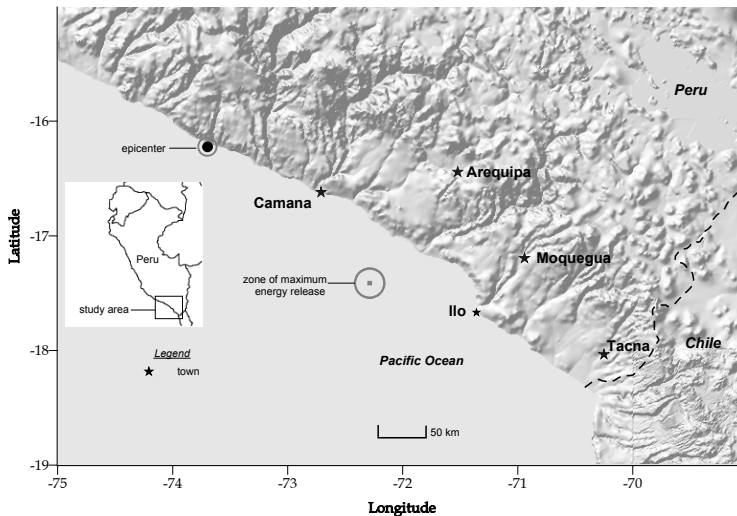 Peru
-16
epicenter
Arequipa
Camana
Latitude
-17
Peru
zone of maximum
energy release
Moquegua
study area
Ilo
Legend
town
Tacna
Chile
-18
Pacific Ocean
50 km
-19
-75
-74
-73
-72
-71
-70
Longitude